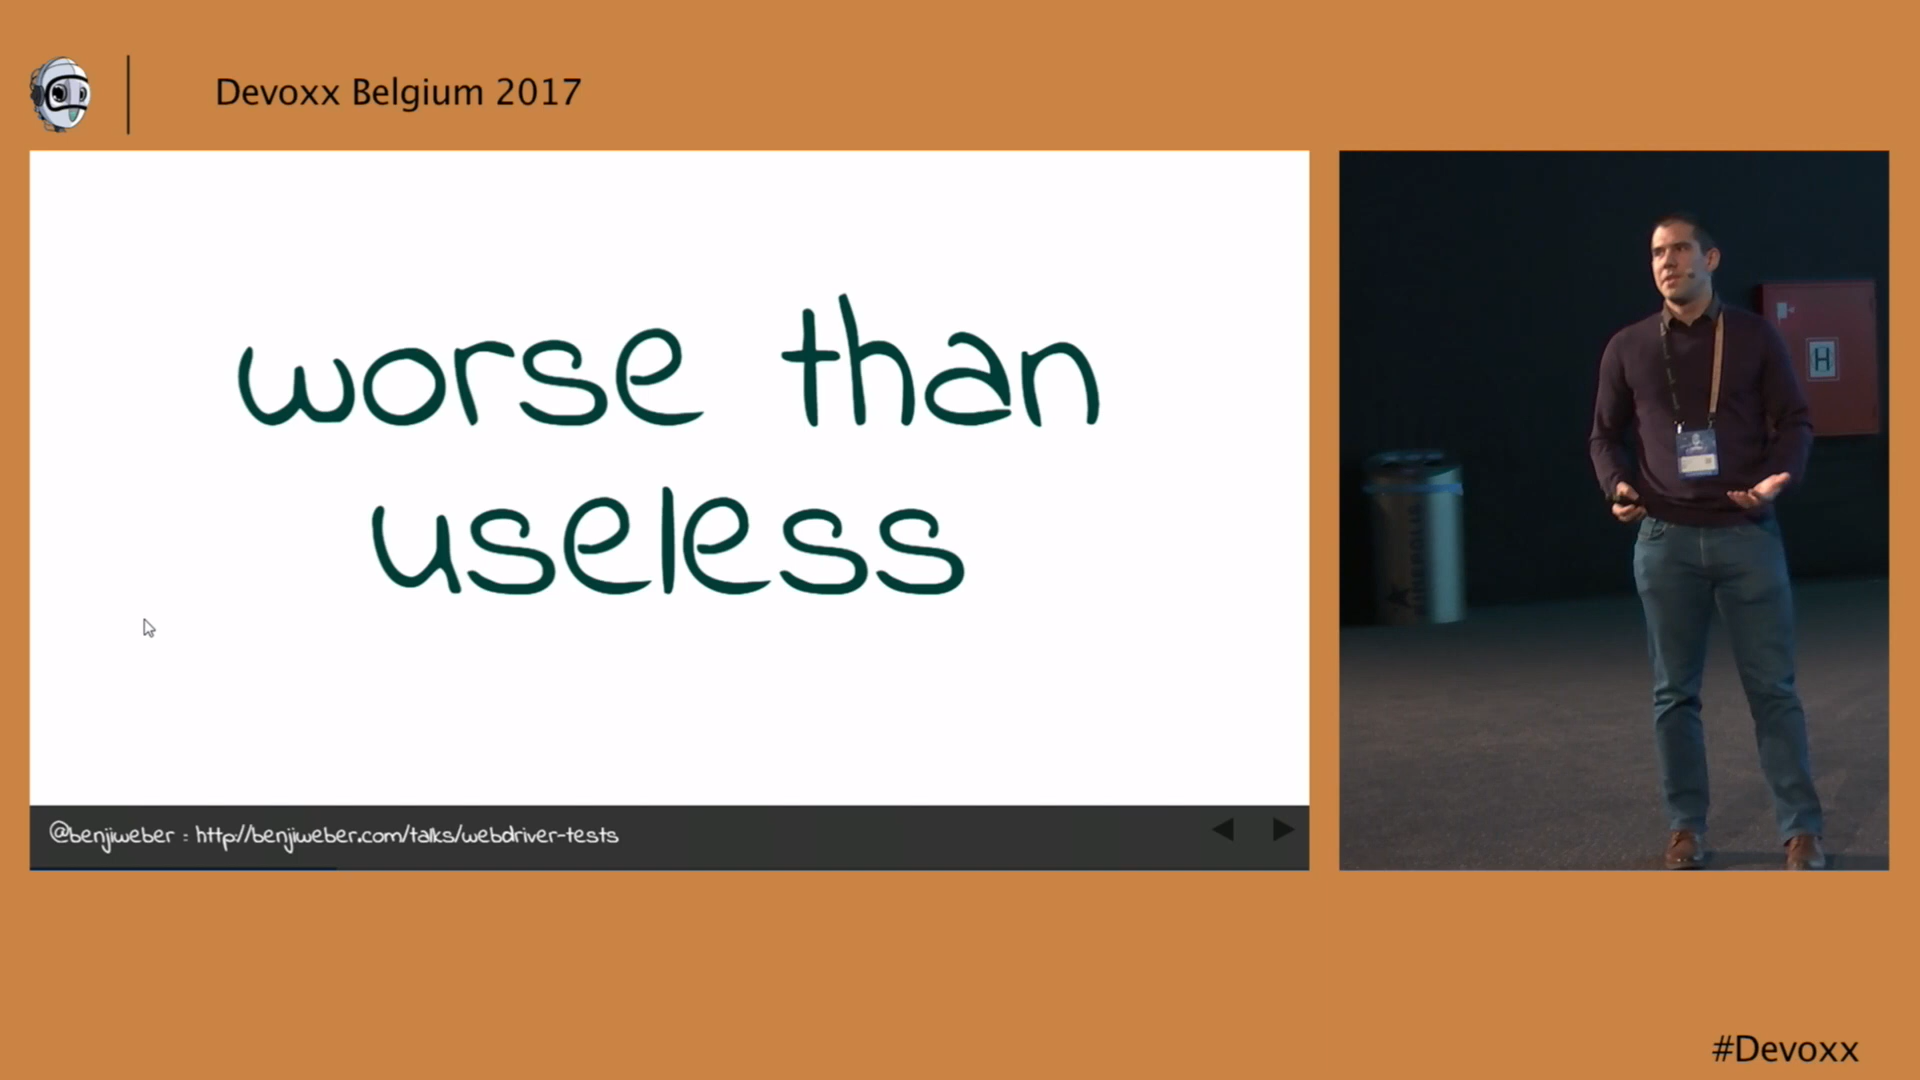 Devoxx Belgium 2017
worse than
useless
@benjiweber : http://benjiweber.com/talks/webdriver-tests
H
#Devoxx